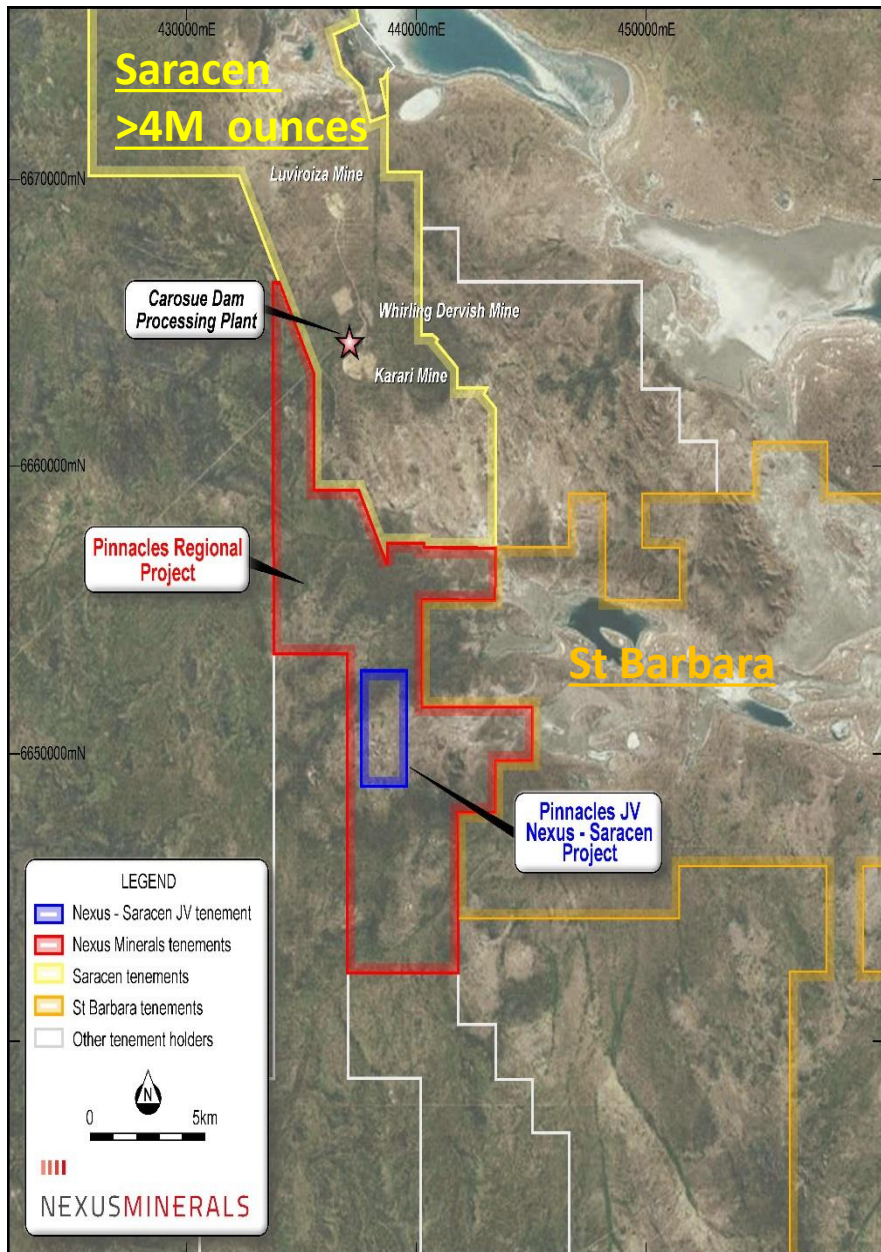 430000mE
440000mE
450000mE
Saracen
>4M ounces
Luviroiza Mine
6670000mN
Carosue Dam
Processing Plant
Whirling Dervish Mine
Karari Mine
6660000mN
Pinnacles Regional
Project
St Barbara
6650000mN
Pinnacles JV
Nexus - Saracen
Project
LEGEND
Nexus - Saracen JV tenement
Nexus Minerals tenements
Saracen tenements
St Barbara tenements
Other tenement holders
N
0 5km
NEXUSMINERALS